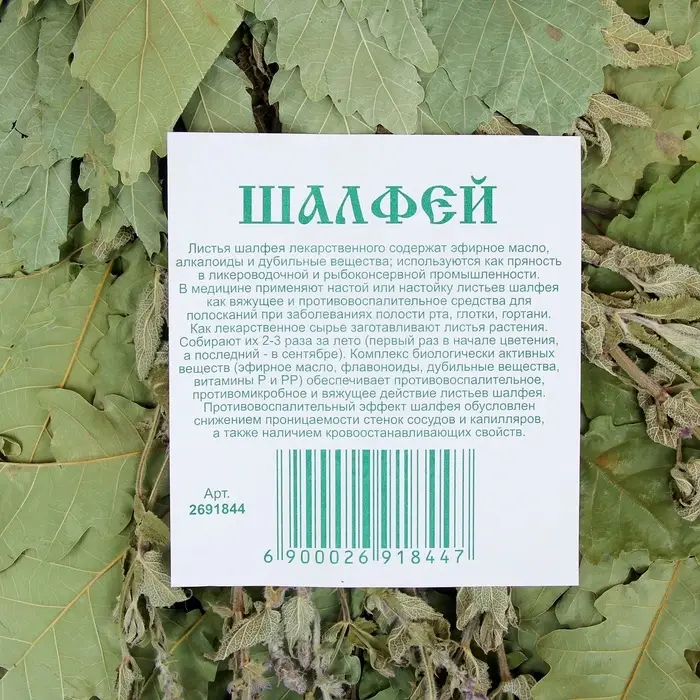 ШАЛФЕЙ
Листья шалфея лекарственного содержат эфирное масло,
алкалоиды и дубильные вещества; используются как пряность
в ликероводочной и рыбоконсервной промышленности.
В медицине применяют настой или настойку листьев шалфея
как вяжущее и противовоспалительное средства для
полосканий при заболеваниях полости рта, глотки, гортани.
Как лекарственное сырье заготавливают листья растения.
Собирают их 2-3 раза за лето (первый раз в начале цветения,
а последний - в сентябре). Комплекс биологически активных
веществ (эфирное масло, флавоноиды, дубильные вещества,
витамины Р и РР) обеспечивает противовоспалительное,
противомикробное и вяжущее действие листьев шалфея.
Противовоспалительный эффект шалфея обусловлен
снижением проницаемости стенок сосудов и капилляров,
а также наличием кровоостанавливающих свойств.
Арт.
2691844
6 900026 918447